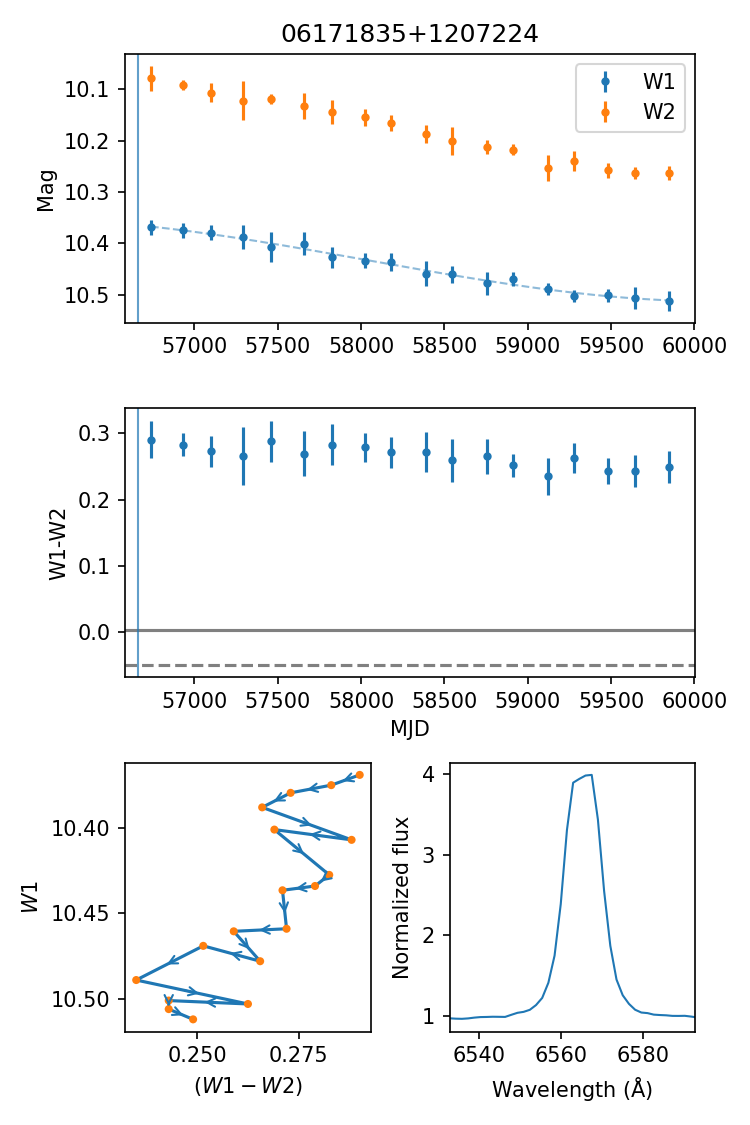 06171835+1207224
W1
W2
Mag
10.1
10.2
10.3
10.4
10.5
57000 57500 58000 58500 59000 59500 60000
W1-W2
0.3
0.2
0.1
0.0
57000 57500 58000 58500 59000 59500 60000
MJD
W1
10.40
10.45
10.50
0.250 0.275
(W1 − W2)
Normalized flux
4
3
2
1
6540 6560 6580
Wavelength (Å)